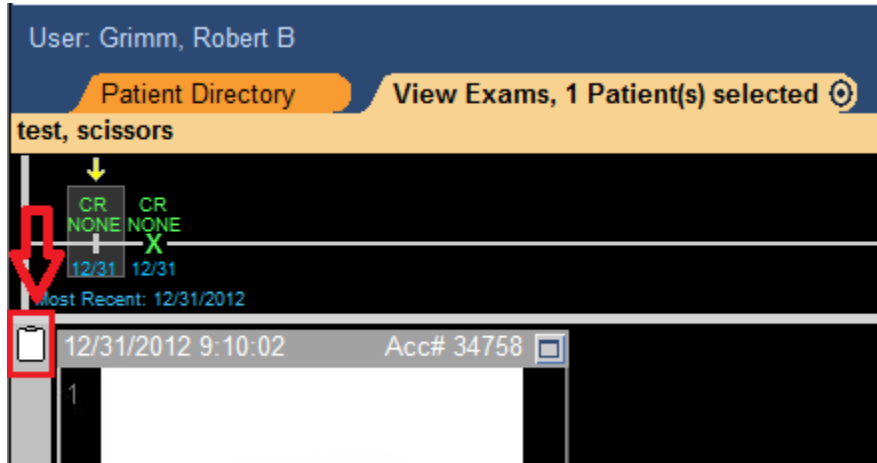 User: Grimm, Robert B
Patient Directory View Exams, 1 Patient(s) selected
test, scissors
CR CR
NONE NONE
X
12/31 12/31
Most Recent: 12/31/2012
12/31/2012 9:10:02 Acc# 34758
1